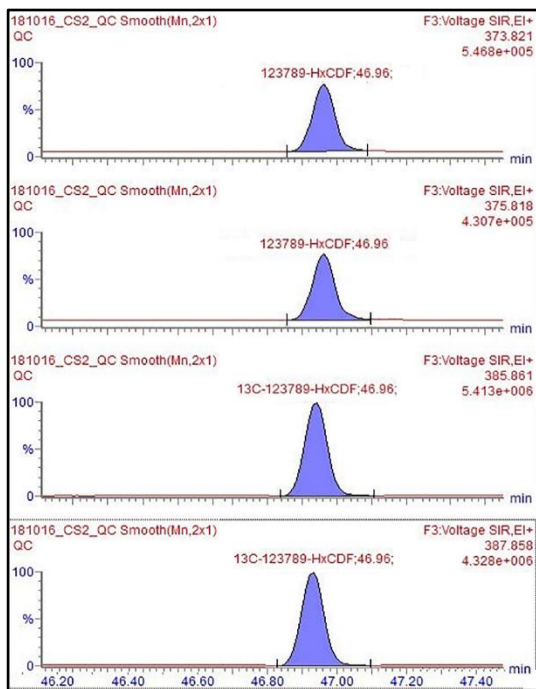 181016_CS2_QC Smooth(Mn,2x1) F3:Voltage SIR,EI+
QC 373.821
5.468e+005
123789-HxCDF;46.96;
100
%
0
min
181016_CS2_QC Smooth(Mn,2x1) F3:Voltage SIR,EI+
QC 375.818
4.307e+005
123789-HxCDF;46.96
100
%
0
min
181016_CS2_QC Smooth(Mn,2x1) F3:Voltage SIR,EI+
QC 385.861
5.413e+006
13C-123789-HxCDF;46.96;
100
%
0
min
181016_CS2_QC Smooth(Mn,2x1) F3:Voltage SIR,EI+
QC 387.858
4.328e+006
13C-123789-HxCDF;46.96;
100
%
0
min
46.20 46.40 46.60 46.80 47.00 47.20 47.40